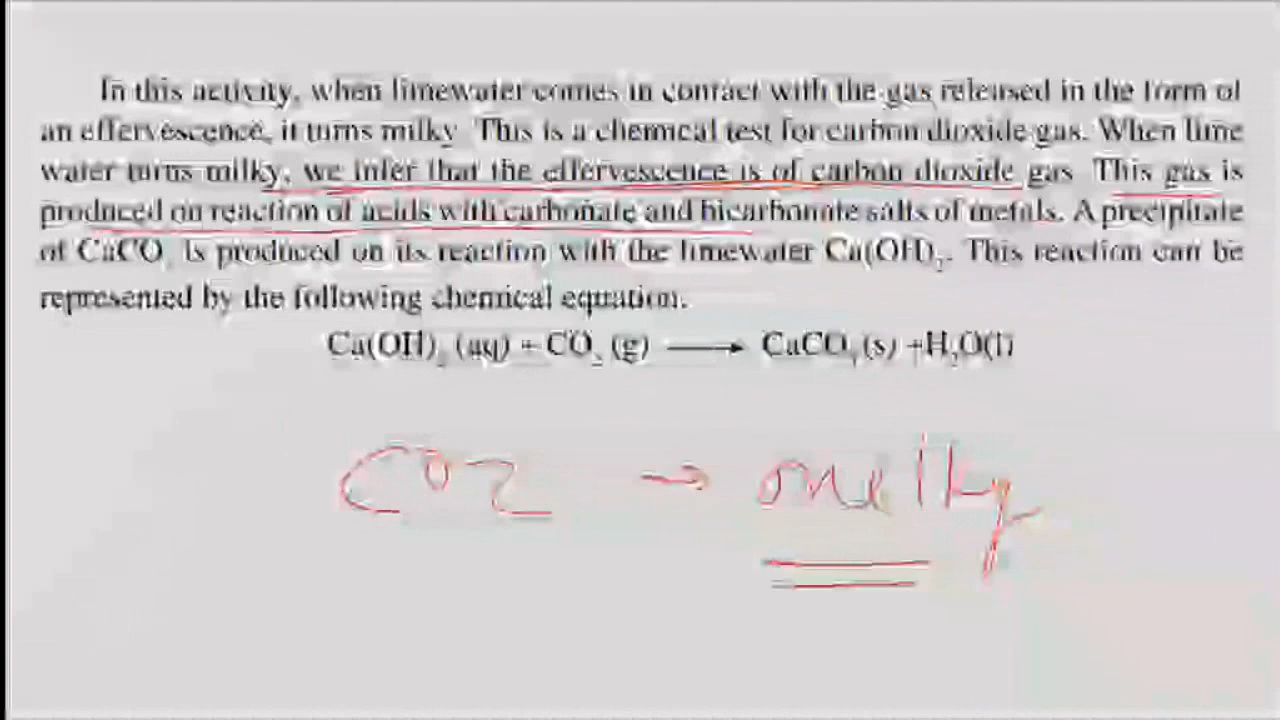 In this activity, when limewater comes in contact with the gas released in the form of
an effervescence, it turns milky. This is a chemical test for carbon dioxide gas. When lime
water turns milky, we infer that the effervescence is of carbon dioxide gas. This gas is
produced on reaction of acids with carbonate and bicarbonate salts of metals. A precipitate
of CaCO₃ is produced on its reaction with the limewater Ca(OH)₂. This reaction can be
represented by the following chemical equation.
Ca(OH)₂ (aq) + CO₂ (g) ⟶ CaCO₃ (s) +H₂O(l)
CO2 → milky